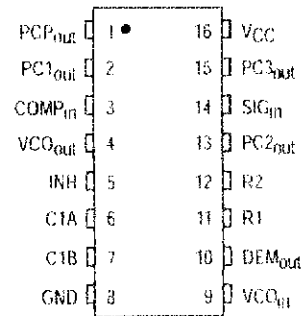 PCPout 1 16 VCC
PC1out 2 15 PC3out
COMPin 3 14 SIGin
VCOout 4 13 PC2out
INH 5 12 R2
C1A 6 11 R1
C1B 7 10 DEMout
GND 8 9 VCOin